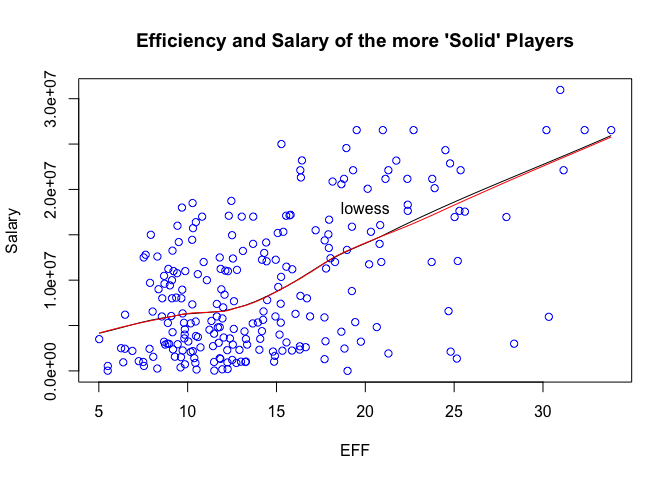 Efficiency and Salary of the more 'Solid' Players
3.0e+07
2.0e+07
1.0e+07
0.0e+00
Salary
lowess
5 10 15 20 25 30
EFF